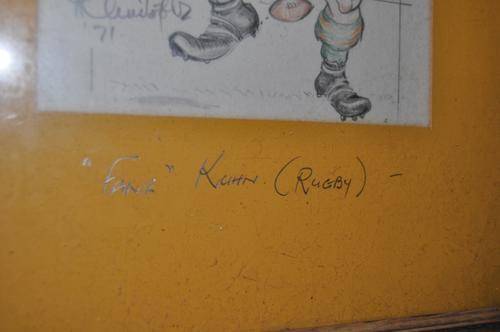 '71
"FANIE" KUHN. (RUGBY) -